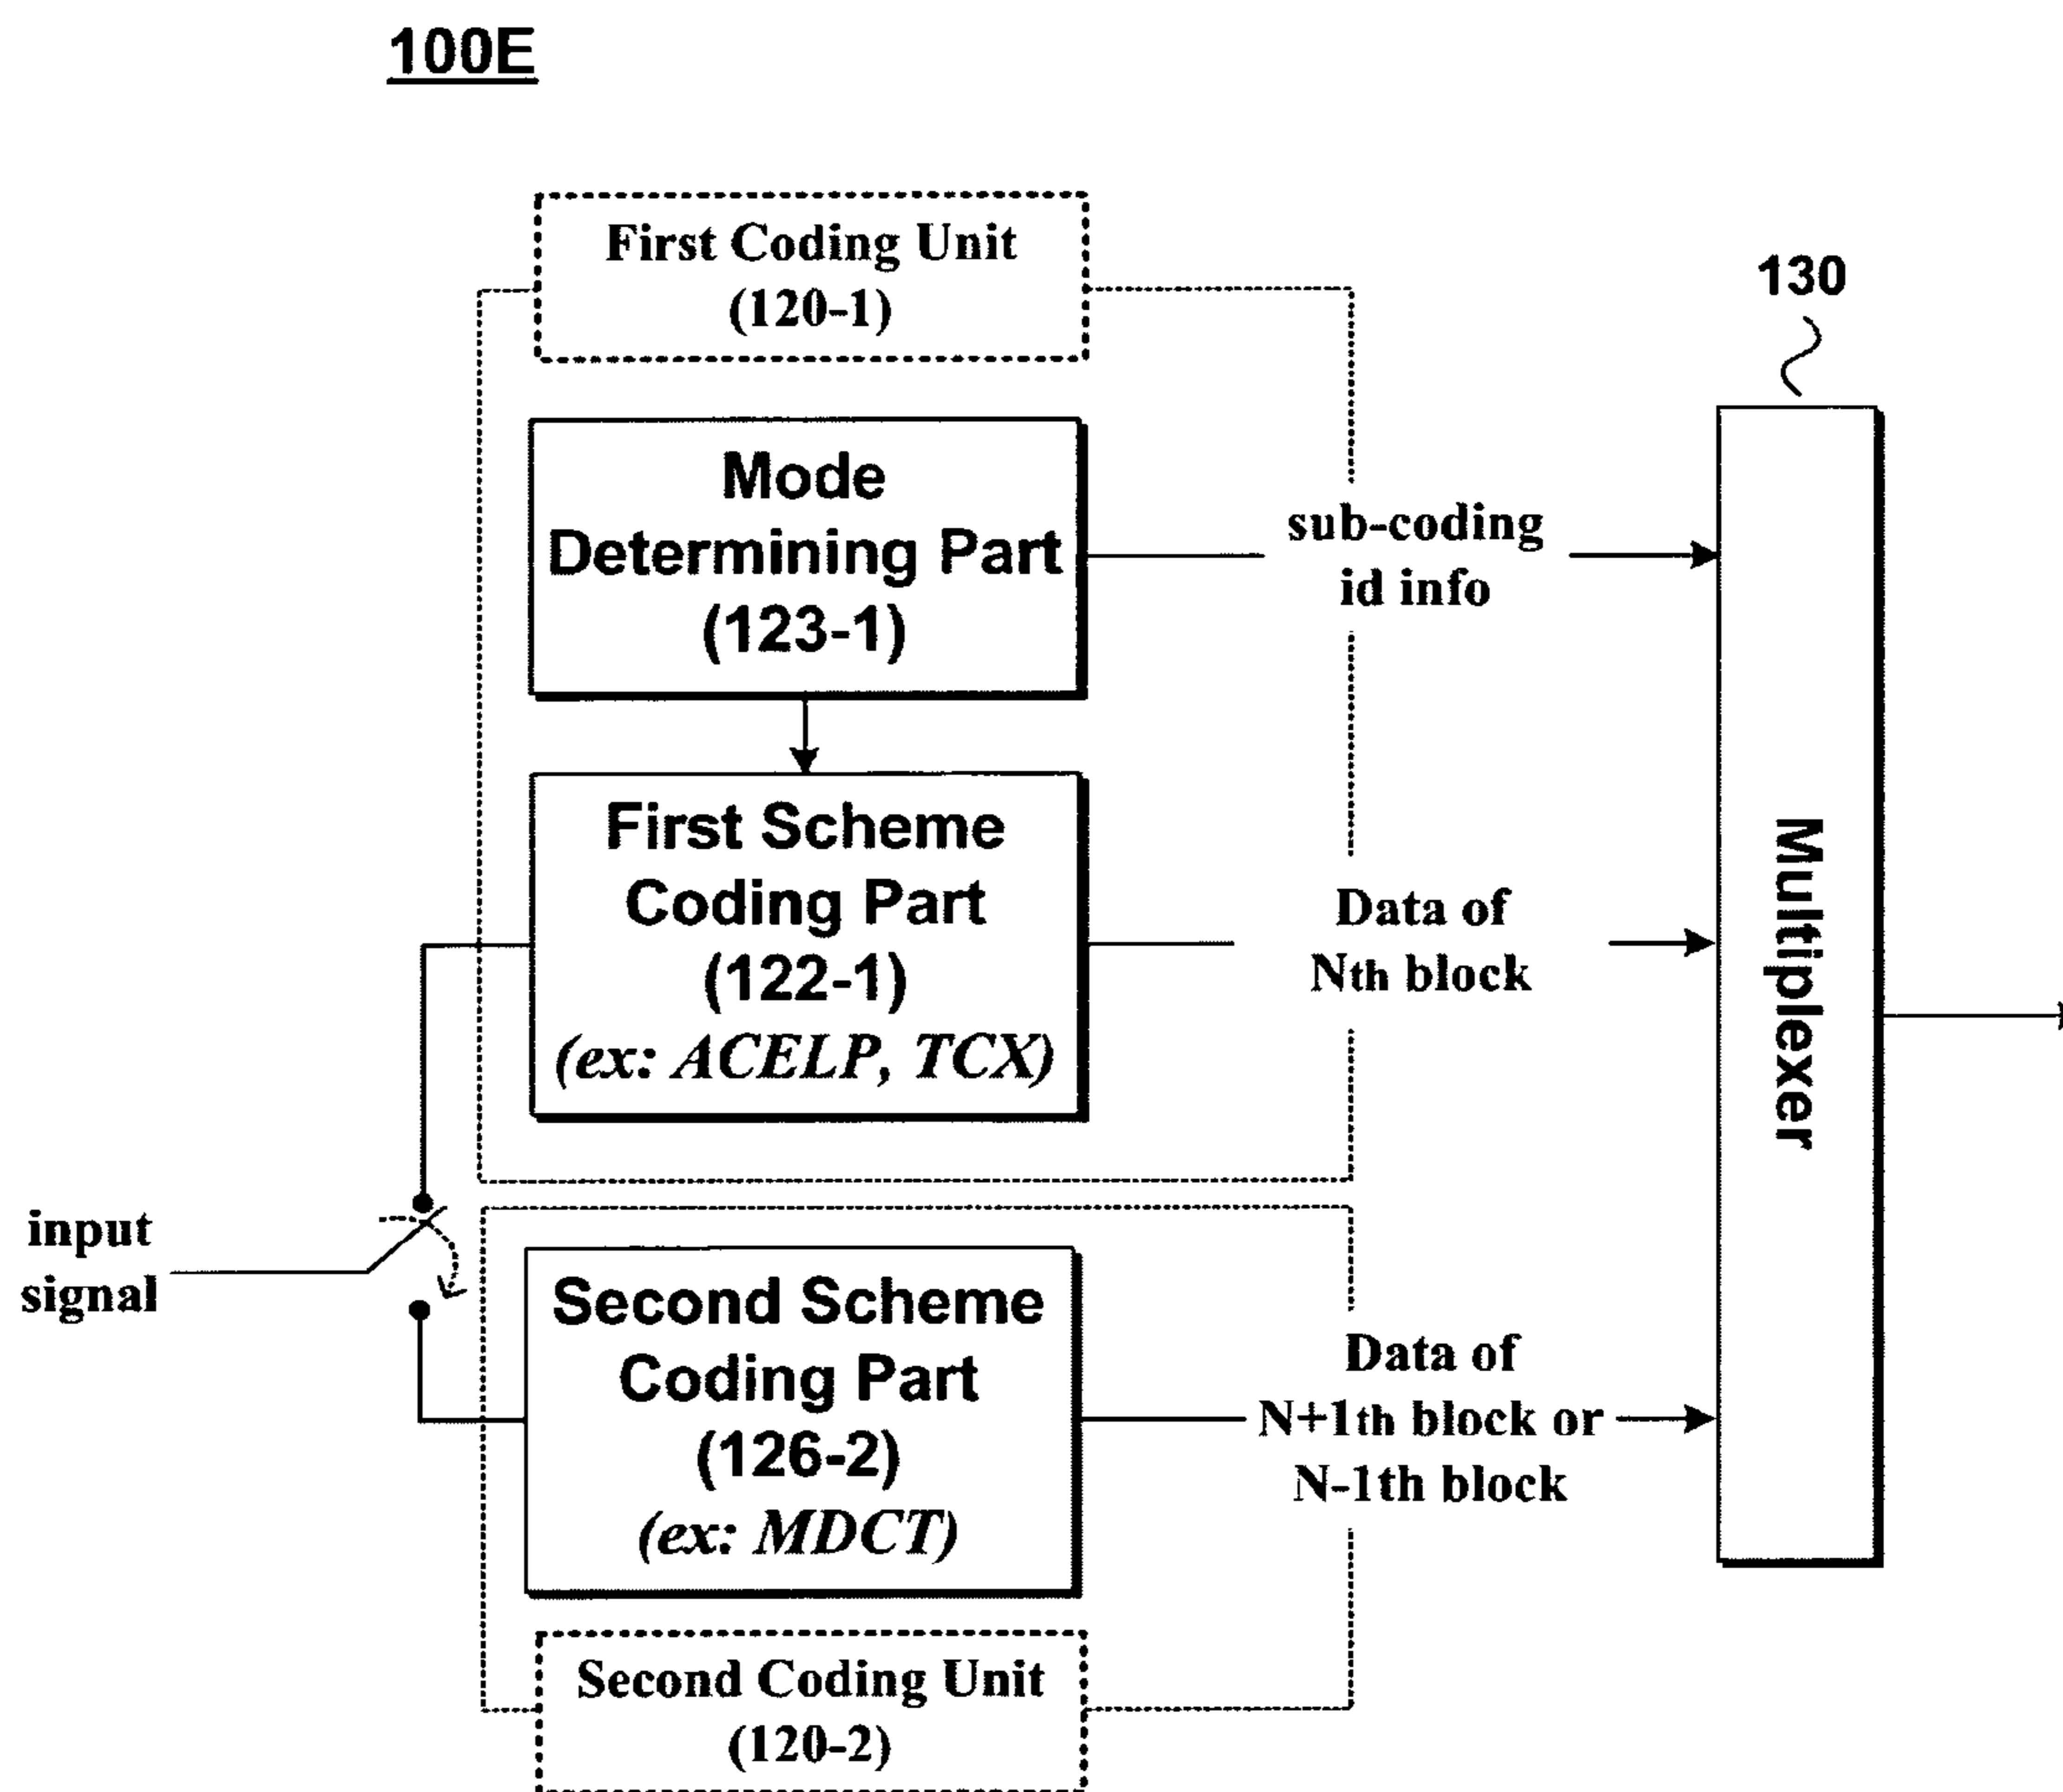 100E
First Coding Unit
(120-1)
130
Mode
Determining Part
(123-1)
sub-coding
id info
First Scheme
Coding Part
(122-1)
(ex: ACELP, TCX)
Data of
Nth block
Multiplexer
input
signal
Second Scheme
Coding Part
(126-2)
(ex: MDCT)
Data of
N+1th block or
N-1th block
Second Coding Unit
(120-2)